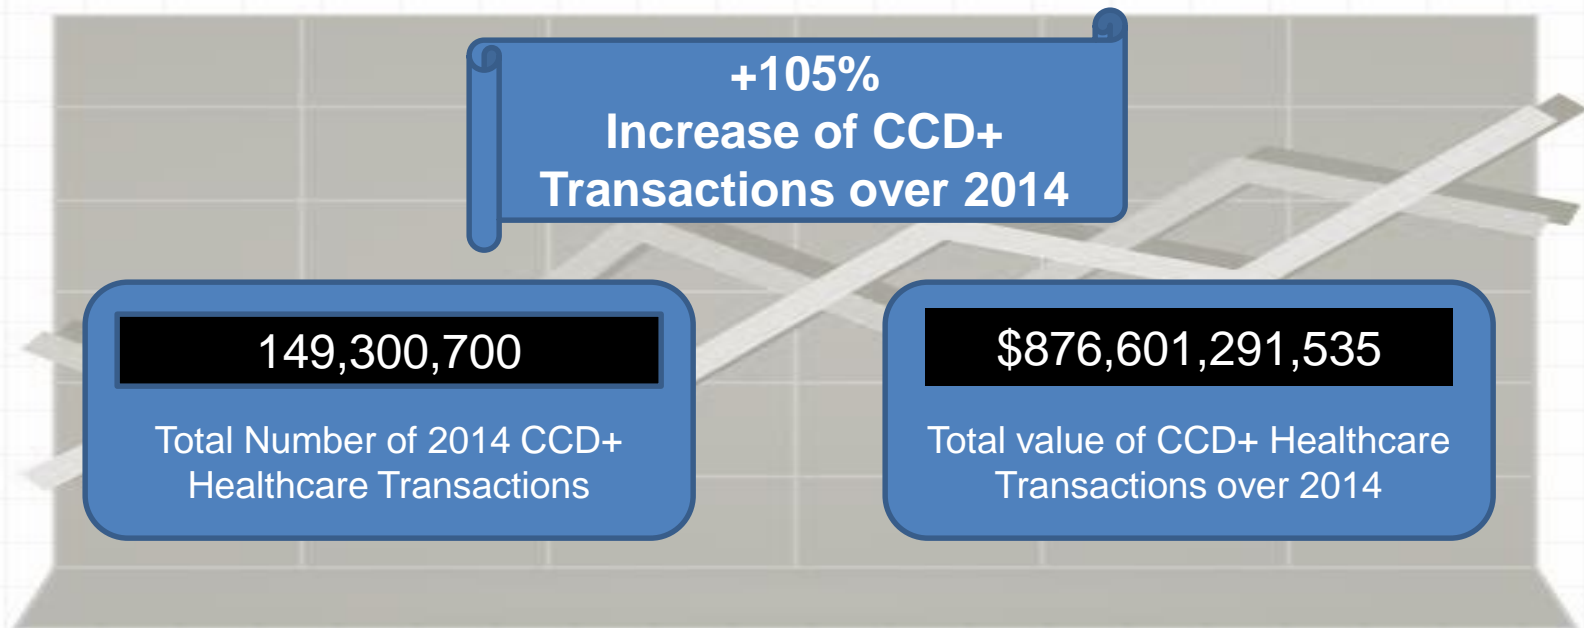 +105%
Increase of CCD+
Transactions over 2014
149,300,700
Total Number of 2014 CCD+
Healthcare Transactions
$876,601,291,535
Total value of CCD+ Healthcare
Transactions over 2014